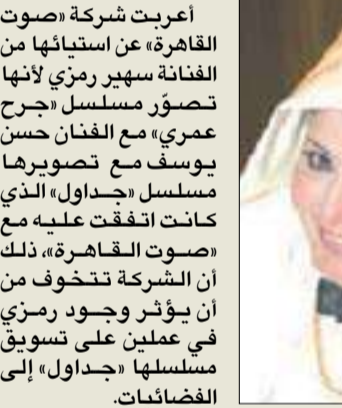 أعربت شركة «صوت
القاهرة» عن استيائها من
الفنانة سهير رمزي لأنها
تصوّر مسلسل «جرح
عمري» مع الفنان حسن
يوسف مع تصويرها
مسلسل «جداول» الذي
كانت اتفقت عليه مع
«صوت القاهرة»، ذلك
أن الشركة تتخوف من
أن يؤثر وجود رمزي
في عملين على تسويق
مسلسلها «جداول» إلى
الفضائيات.